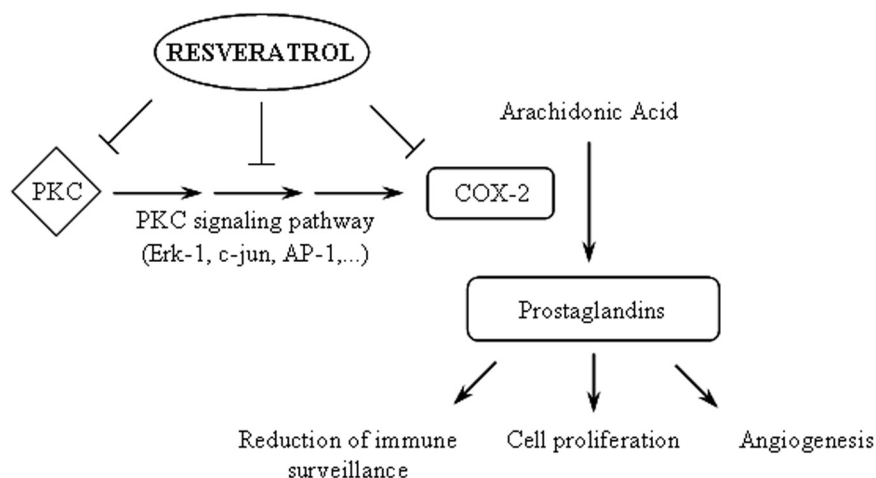 RESVERATROL
Arachidonic Acid
PKC
COX-2
PKC signaling pathway
(Erk-1, c-jun, AP-1,...)
Prostaglandins
Reduction of immune
surveillance
Cell proliferation
Angiogenesis